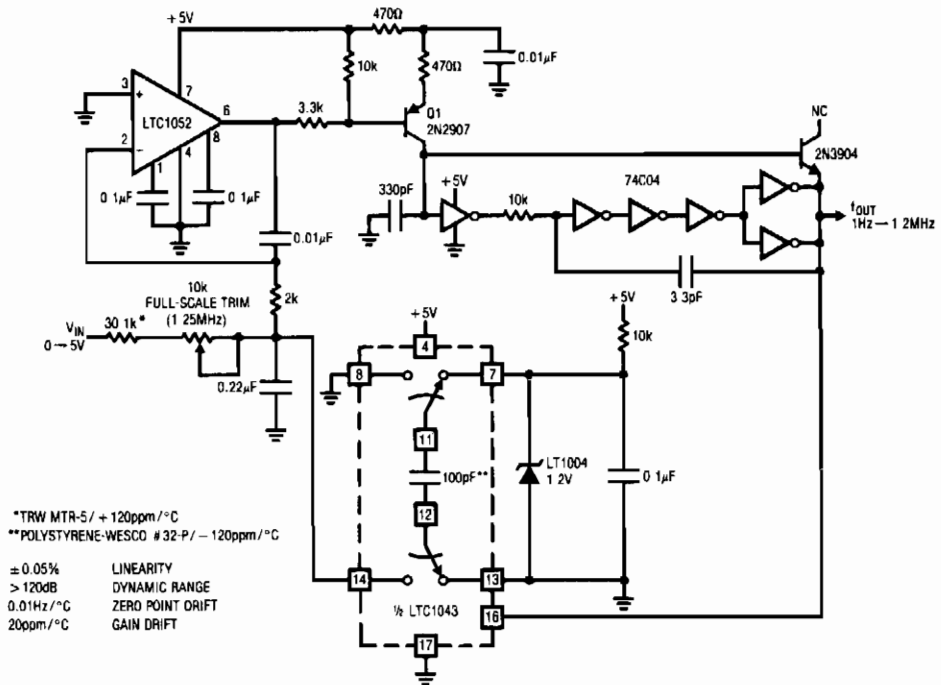 470Ω
+5V
10k
470Ω
0.01µF
3
+
7
LTC1052
6
8
2
−
1
4
3.3k
Q1
2N2907
NC
2N3904
0 1µF
0 1µF
330pF
+5V
10k
74C04
fOUT
1Hz—1 2MHz
0.01µF
3 3pF
10k
FULL-SCALE TRIM
(1 25MHz)
2k
VIN
0→5V
30 1k*
0.22µF
+5V
4
+5V
10k
8
7
11
100pF**
12
LT1004
1 2V
0 1µF
14
13
½ LTC1043
16
17
*TRW MTR-5/ + 120ppm/°C
**POLYSTYRENE-WESCO #32-P/ − 120ppm/°C
±0.05% LINEARITY
>120dB DYNAMIC RANGE
0.01Hz/°C ZERO POINT DRIFT
20ppm/°C GAIN DRIFT